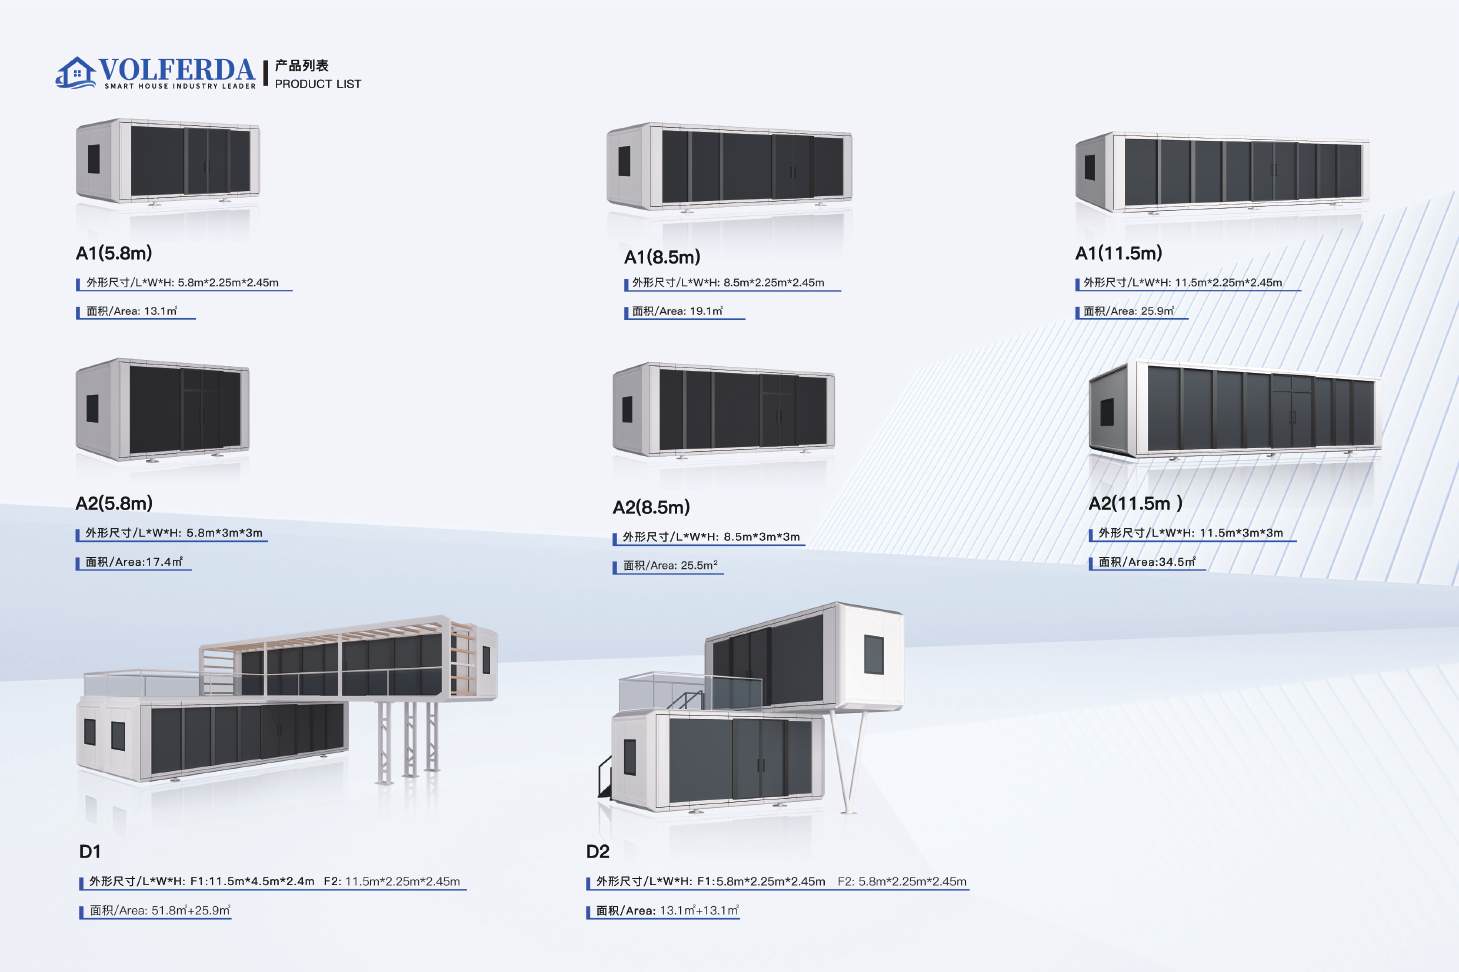 VOLFERDA
SMART HOUSE INDUSTRY LEADER
产品列表
PRODUCT LIST
A1(5.8m)
外形尺寸/L*W*H: 5.8m*2.25m*2.45m
面积/Area: 13.1㎡
A1(8.5m)
外形尺寸/L*W*H: 8.5m*2.25m*2.45m
面积/Area: 19.1㎡
A1(11.5m)
外形尺寸/L*W*H: 11.5m*2.25m*2.45m
面积/Area: 25.9㎡
A2(5.8m)
外形尺寸/L*W*H: 5.8m*3m*3m
面积/Area:17.4㎡
A2(8.5m)
外形尺寸/L*W*H: 8.5m*3m*3m
面积/Area: 25.5m²
A2(11.5m )
外形尺寸/L*W*H: 11.5m*3m*3m
面积/Area:34.5㎡
D1
外形尺寸/L*W*H: F1:11.5m*4.5m*2.4m F2: 11.5m*2.25m*2.45m
面积/Area: 51.8㎡+25.9㎡
D2
外形尺寸/L*W*H: F1:5.8m*2.25m*2.45m F2: 5.8m*2.25m*2.45m
面积/Area: 13.1㎡+13.1㎡